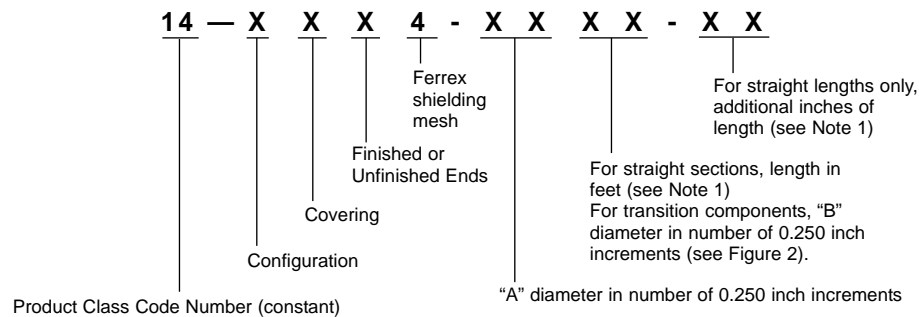 14 — X X X 4 - X X X X - X X
Ferrex
shielding
mesh
For straight lengths only,
additional inches of
length (see Note 1)
Finished or
Unfinished Ends
For straight sections, length in
feet (see Note 1)
For transition components, “B”
diameter in number of 0.250 inch
increments (see Figure 2).
Covering
Configuration
“A” diameter in number of 0.250 inch increments
Product Class Code Number (constant)